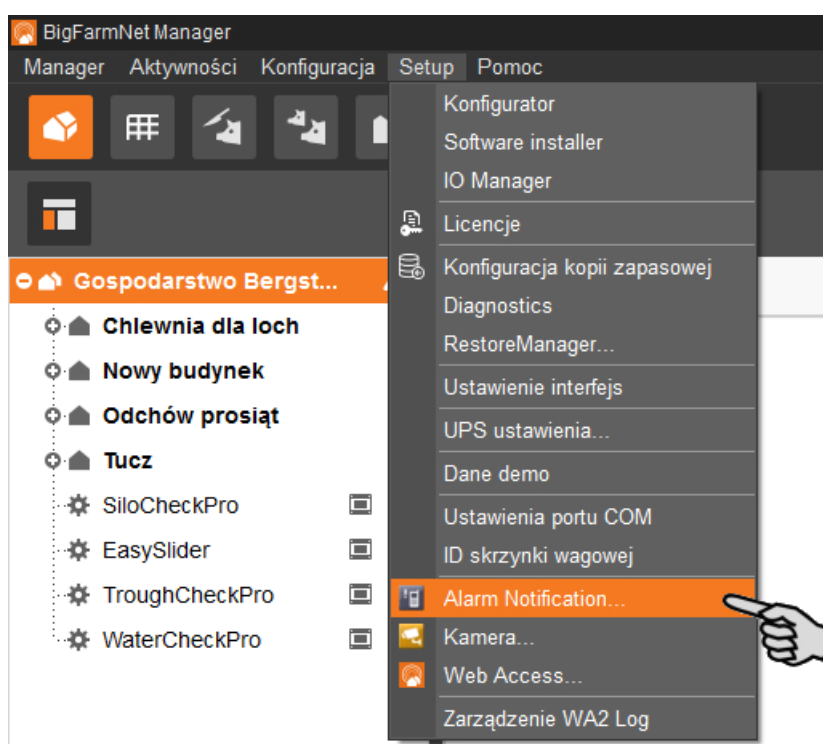 BigFarmNet Manager
Manager Aktywności Konfiguracja Setup Pomoc
Konfigurator
Software installer
IO Manager
Licencje
Konfiguracja kopii zapasowej
Diagnostics
RestoreManager...
Ustawienie interfejs
UPS ustawienia...
Dane demo
Ustawienia portu COM
ID skrzynki wagowej
Alarm Notification...
Kamera...
Web Access...
Zarządzenie WA2 Log
Gospodarstwo Bergst...
Chlewnia dla loch
Nowy budynek
Odchów prosiąt
Tucz
SiloCheckPro
EasySlider
TroughCheckPro
WaterCheckPro